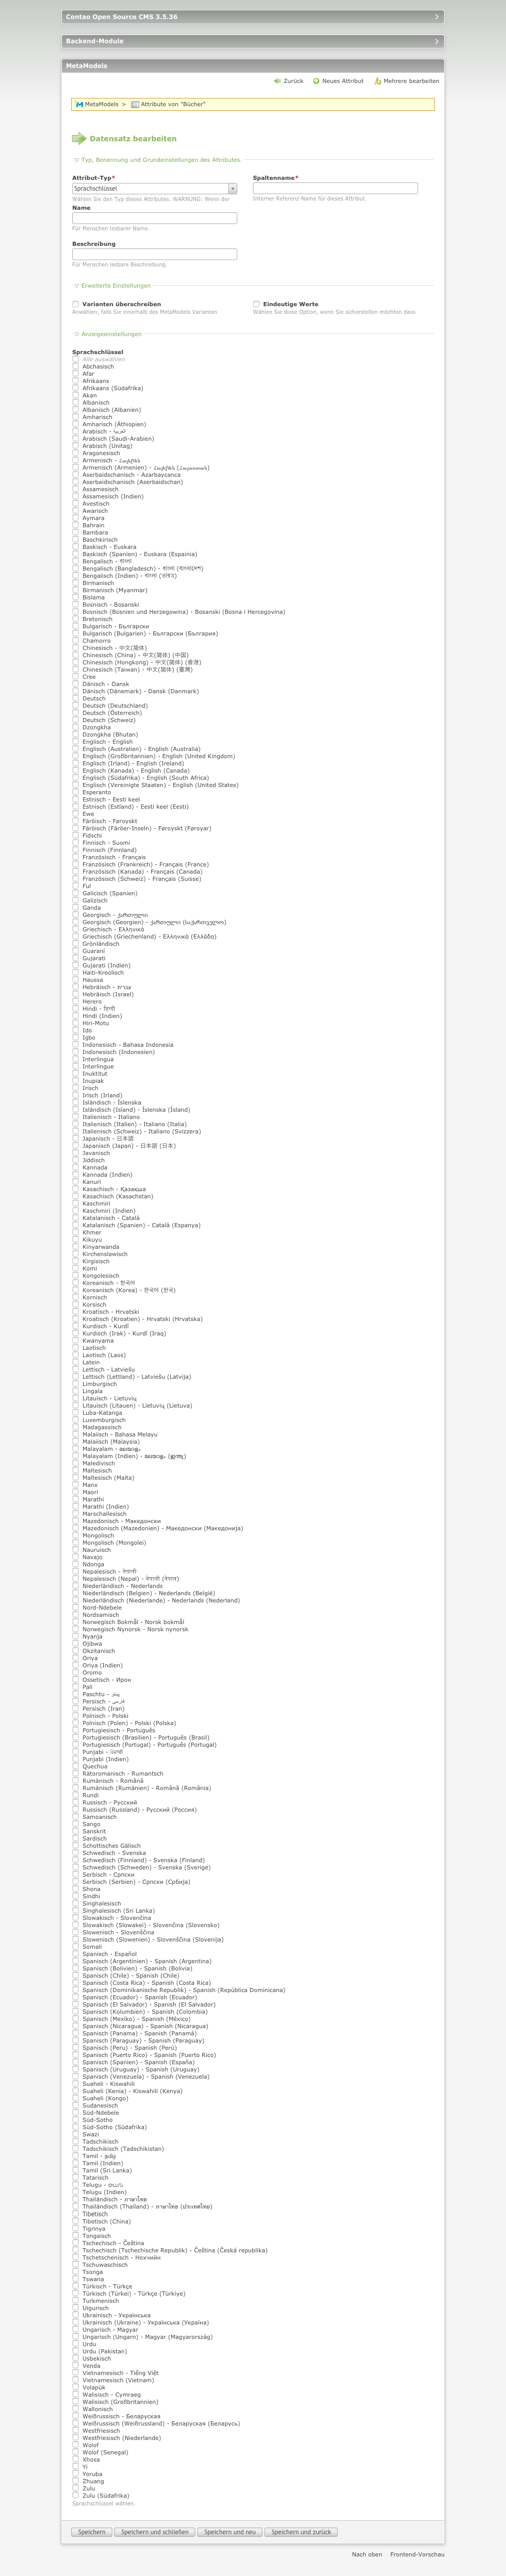 Contao Open Source CMS 3.5.36
Backend-Module
MetaModels
Zurück Neues Attribut Mehrere bearbeiten
MetaModels > Attribute von "Bücher"
Datensatz bearbeiten
Typ, Benennung und Grundeinstellungen des Attributes.
Attribut-Typ* Spaltenname*
Sprachschlüssel
Wählen Sie den Typ dieses Attributes. WARNUNG: Wenn der Interner Referenz-Name für dieses Attribut.
Name
Für Menschen lesbarer Name.
Beschreibung
Für Menschen lesbare Beschreibung.
Erweiterte Einstellungen
Varianten überschreiben Eindeutige Werte
Anwählen, falls Sie innerhalb des MetaModels Varianten Wählen Sie diese Option, wenn Sie sicherstellen möchten dass
Anzeigeeinstellungen
Sprachschlüssel
Alle auswählen
Abchasisch
Afar
Afrikaans
Afrikaans (Südafrika)
Akan
Albanisch
Albanisch (Albanien)
Amharisch
Amharisch (Äthiopien)
Arabisch - العربية
Arabisch (Saudi-Arabien)
Arabisch (Unitag)
Aragonesisch
Armenisch - Հայերեն
Armenisch (Armenien) - Հայերեն (Հայաստան)
Aserbaidschanisch - Azərbaycanca
Aserbaidschanisch (Aserbaidschan)
Assamesisch
Assamesisch (Indien)
Avestisch
Awarisch
Aymara
Bahrain
Bambara
Baschkirisch
Baskisch - Euskara
Baskisch (Spanien) - Euskara (Espainia)
Bengalisch - বাংলা
Bengalisch (Bangladesch) - বাংলা (বাংলাদেশ)
Bengalisch (Indien) - বাংলা (ভারত)
Birmanisch
Birmanisch (Myanmar)
Bislama
Bosnisch - Bosanski
Bosnisch (Bosnien und Herzegowina) - Bosanski (Bosna i Hercegovina)
Bretonisch
Bulgarisch - Български
Bulgarisch (Bulgarien) - Български (България)
Chamorro
Chinesisch - 中文(简体)
Chinesisch (China) - 中文(简体) (中国)
Chinesisch (Hongkong) - 中文(简体) (香港)
Chinesisch (Taiwan) - 中文(简体) (臺灣)
Cree
Dänisch - Dansk
Dänisch (Dänemark) - Dansk (Danmark)
Deutsch
Deutsch (Deutschland)
Deutsch (Österreich)
Deutsch (Schweiz)
Dzongkha
Dzongkha (Bhutan)
Englisch - English
Englisch (Australien) - English (Australia)
Englisch (Großbritannien) - English (United Kingdom)
Englisch (Irland) - English (Ireland)
Englisch (Kanada) - English (Canada)
Englisch (Südafrika) - English (South Africa)
Englisch (Vereinigte Staaten) - English (United States)
Esperanto
Estnisch - Eesti keel
Estnisch (Estland) - Eesti keel (Eesti)
Ewe
Färöisch - Føroyskt
Färöisch (Färöer-Inseln) - Føroyskt (Føroyar)
Fidschi
Finnisch - Suomi
Finnisch (Finnland)
Französisch - Français
Französisch (Frankreich) - Français (France)
Französisch (Kanada) - Français (Canada)
Französisch (Schweiz) - Français (Suisse)
Ful
Galicisch (Spanien)
Galizisch
Ganda
Georgisch - ქართული
Georgisch (Georgien) - ქართული (საქართველო)
Griechisch - Ελληνικά
Griechisch (Griechenland) - Ελληνικά (Ελλάδα)
Grönländisch
Guarani
Gujarati
Gujarati (Indien)
Haiti-Kreolisch
Haussa
Hebräisch - עברית
Hebräisch (Israel)
Herero
Hindi - हिन्दी
Hindi (Indien)
Hiri-Motu
Ido
Igbo
Indonesisch - Bahasa Indonesia
Indonesisch (Indonesien)
Interlingua
Interlingue
Inuktitut
Inupiak
Irisch
Irisch (Irland)
Isländisch - Íslenska
Isländisch (Island) - Íslenska (Ísland)
Italienisch - Italiano
Italienisch (Italien) - Italiano (Italia)
Italienisch (Schweiz) - Italiano (Svizzera)
Japanisch - 日本語
Japanisch (Japan) - 日本語 (日本)
Javanisch
Jiddisch
Kannada
Kannada (Indien)
Kanuri
Kasachisch - Қазақша
Kasachisch (Kasachstan)
Kaschmiri
Kaschmiri (Indien)
Katalanisch - Català
Katalanisch (Spanien) - Català (Espanya)
Khmer
Kikuyu
Kinyarwanda
Kirchenslawisch
Kirgisisch
Komi
Kongolesisch
Koreanisch - 한국어
Koreanisch (Korea) - 한국어 (한국)
Kornisch
Korsisch
Kroatisch - Hrvatski
Kroatisch (Kroatien) - Hrvatski (Hrvatska)
Kurdisch - Kurdî
Kurdisch (Irak) - Kurdî (Iraq)
Kwanyama
Laotisch
Laotisch (Laos)
Latein
Lettisch - Latviešu
Lettisch (Lettland) - Latviešu (Latvija)
Limburgisch
Lingala
Litauisch - Lietuvių
Litauisch (Litauen) - Lietuvių (Lietuva)
Luba-Katanga
Luxemburgisch
Madagassisch
Malaiisch - Bahasa Melayu
Malaiisch (Malaysia)
Malayalam - മലയാളം
Malayalam (Indien) - മലയാളം (ഇന്ത്യ)
Maledivisch
Maltesisch
Maltesisch (Malta)
Manx
Maori
Marathi
Marathi (Indien)
Marschallesisch
Mazedonisch - Македонски
Mazedonisch (Mazedonien) - Македонски (Македонија)
Mongolisch
Mongolisch (Mongolei)
Nauruisch
Navajo
Ndonga
Nepalesisch - नेपाली
Nepalesisch (Nepal) - नेपाली (नेपाल)
Niederländisch - Nederlands
Niederländisch (Belgien) - Nederlands (België)
Niederländisch (Niederlande) - Nederlands (Nederland)
Nord-Ndebele
Nordsamisch
Norwegisch Bokmål - Norsk bokmål
Norwegisch Nynorsk - Norsk nynorsk
Nyanja
Ojibwa
Okzitanisch
Oriya
Oriya (Indien)
Oromo
Ossetisch - Ирон
Pali
Paschtu - پښتو
Persisch - فارسی
Persisch (Iran)
Polnisch - Polski
Polnisch (Polen) - Polski (Polska)
Portugiesisch - Português
Portugiesisch (Brasilien) - Português (Brasil)
Portugiesisch (Portugal) - Português (Portugal)
Punjabi - ਪੰਜਾਬੀ
Punjabi (Indien)
Quechua
Rätoromanisch - Rumantsch
Rumänisch - Română
Rumänisch (Rumänien) - Română (România)
Rundi
Russisch - Русский
Russisch (Russland) - Русский (Россия)
Samoanisch
Sango
Sanskrit
Sardisch
Schottisches Gälisch
Schwedisch - Svenska
Schwedisch (Finnland) - Svenska (Finland)
Schwedisch (Schweden) - Svenska (Sverige)
Serbisch - Српски
Serbisch (Serbien) - Српски (Србија)
Shona
Sindhi
Singhalesisch
Singhalesisch (Sri Lanka)
Slowakisch - Slovenčina
Slowakisch (Slowakei) - Slovenčina (Slovensko)
Slowenisch - Slovenščina
Slowenisch (Slowenien) - Slovenščina (Slovenija)
Somali
Spanisch - Español
Spanisch (Argentinien) - Spanish (Argentina)
Spanisch (Bolivien) - Spanish (Bolivia)
Spanisch (Chile) - Spanish (Chile)
Spanisch (Costa Rica) - Spanish (Costa Rica)
Spanisch (Dominikanische Republik) - Spanish (República Dominicana)
Spanisch (Ecuador) - Spanish (Ecuador)
Spanisch (El Salvador) - Spanish (El Salvador)
Spanisch (Kolumbien) - Spanish (Colombia)
Spanisch (Mexiko) - Spanish (México)
Spanisch (Nicaragua) - Spanish (Nicaragua)
Spanisch (Panama) - Spanish (Panamá)
Spanisch (Paraguay) - Spanish (Paraguay)
Spanisch (Peru) - Spanish (Perú)
Spanisch (Puerto Rico) - Spanish (Puerto Rico)
Spanisch (Spanien) - Spanish (España)
Spanisch (Uruguay) - Spanish (Uruguay)
Spanisch (Venezuela) - Spanish (Venezuela)
Suaheli - Kiswahili
Suaheli (Kenia) - Kiswahili (Kenya)
Suaheli (Kongo)
Sudanesisch
Süd-Ndebele
Süd-Sotho
Süd-Sotho (Südafrika)
Swazi
Tadschikisch
Tadschikisch (Tadschikistan)
Tamil - தமிழ்
Tamil (Indien)
Tamil (Sri Lanka)
Tatarisch
Telugu - తెలుగు
Telugu (Indien)
Thailändisch - ภาษาไทย
Thailändisch (Thailand) - ภาษาไทย (ประเทศไทย)
Tibetisch
Tibetisch (China)
Tigrinya
Tongaisch
Tschechisch - Čeština
Tschechisch (Tschechische Republik) - Čeština (Česká republika)
Tschetschenisch - Нохчийн
Tschuwaschisch
Tsonga
Tswana
Türkisch - Türkçe
Türkisch (Türkei) - Türkçe (Türkiye)
Turkmenisch
Uigurisch
Ukrainisch - Українська
Ukrainisch (Ukraine) - Українська (Україна)
Ungarisch - Magyar
Ungarisch (Ungarn) - Magyar (Magyarország)
Urdu
Urdu (Pakistan)
Usbekisch
Venda
Vietnamesisch - Tiếng Việt
Vietnamesisch (Vietnam)
Volapük
Walisisch - Cymraeg
Walisisch (Großbritannien)
Wallonisch
Weißrussisch - Беларуская
Weißrussisch (Weißrussland) - Беларуская (Беларусь)
Westfriesisch
Westfriesisch (Niederlande)
Wolof
Wolof (Senegal)
Xhosa
Yi
Yoruba
Zhuang
Zulu
Zulu (Südafrika)
Sprachschlüssel wählen.
Speichern Speichern und schließen Speichern und neu Speichern und zurück
Nach oben Frontend-Vorschau